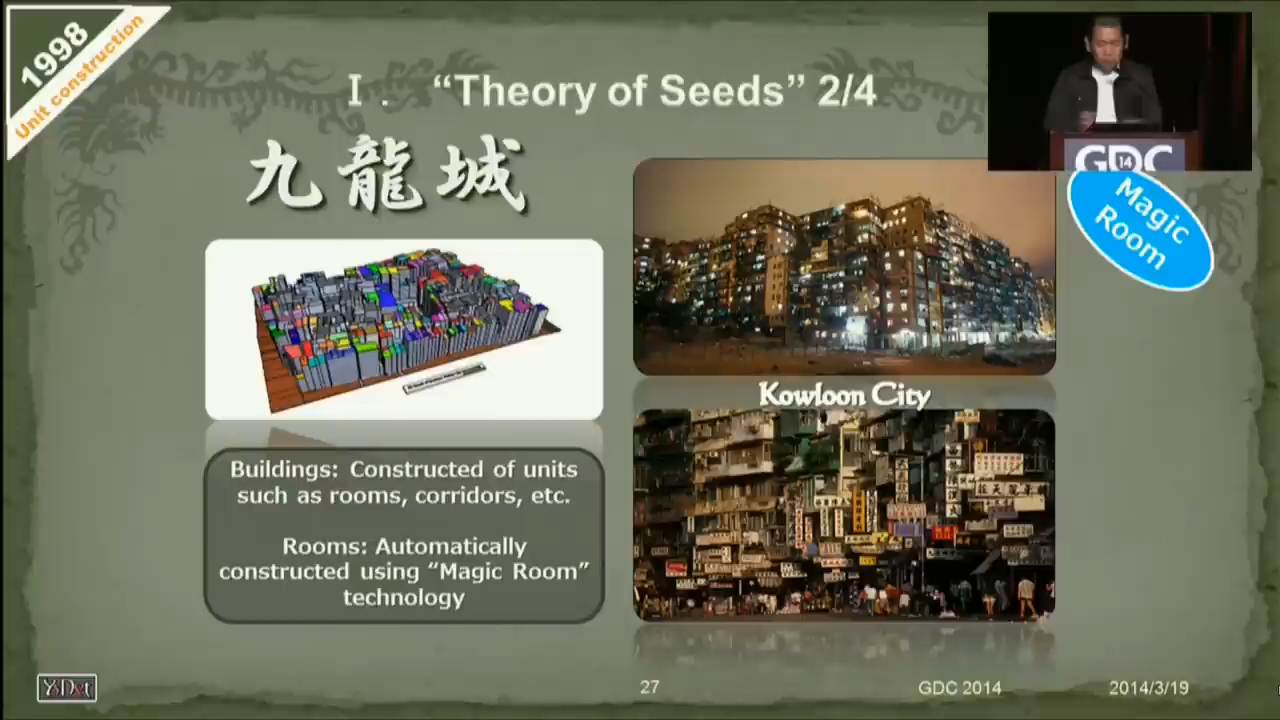 1998
Unit construction
Ⅰ. “Theory of Seeds” 2/4
九龍城
GDC 14
Magic
Room
Kowloon City
Buildings: Constructed of units
such as rooms, corridors, etc.
Rooms: Automatically
constructed using “Magic Room”
technology
YsNet
27
GDC 2014
2014/3/19